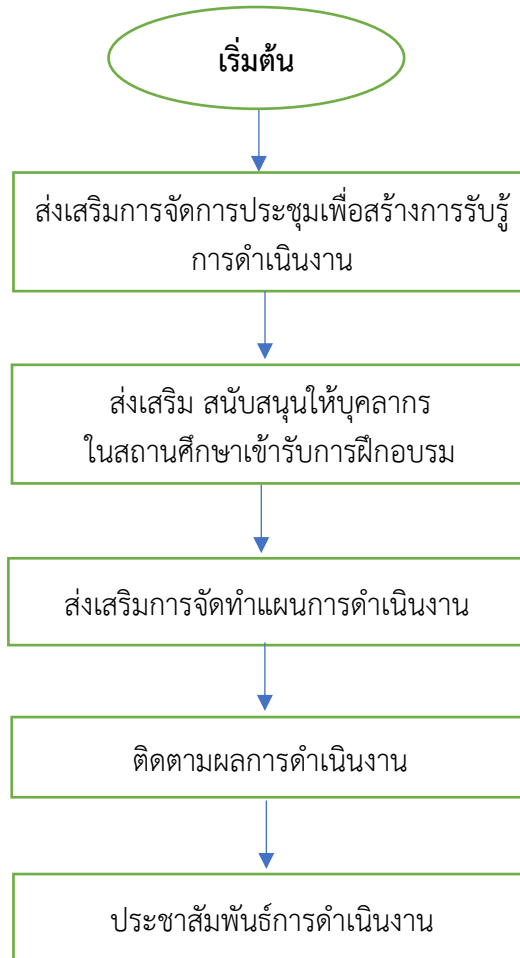 เริ่มต้น
ส่งเสริมการจัดการประชุมเพื่อสร้างการรับรู้
การดำเนินงาน
ส่งเสริม สนับสนุนให้บุคลากร
ในสถานศึกษาเข้ารับการฝึกอบรม
ส่งเสริมการจัดทำแผนการดำเนินงาน
ติดตามผลการดำเนินงาน
ประชาสัมพันธ์การดำเนินงาน